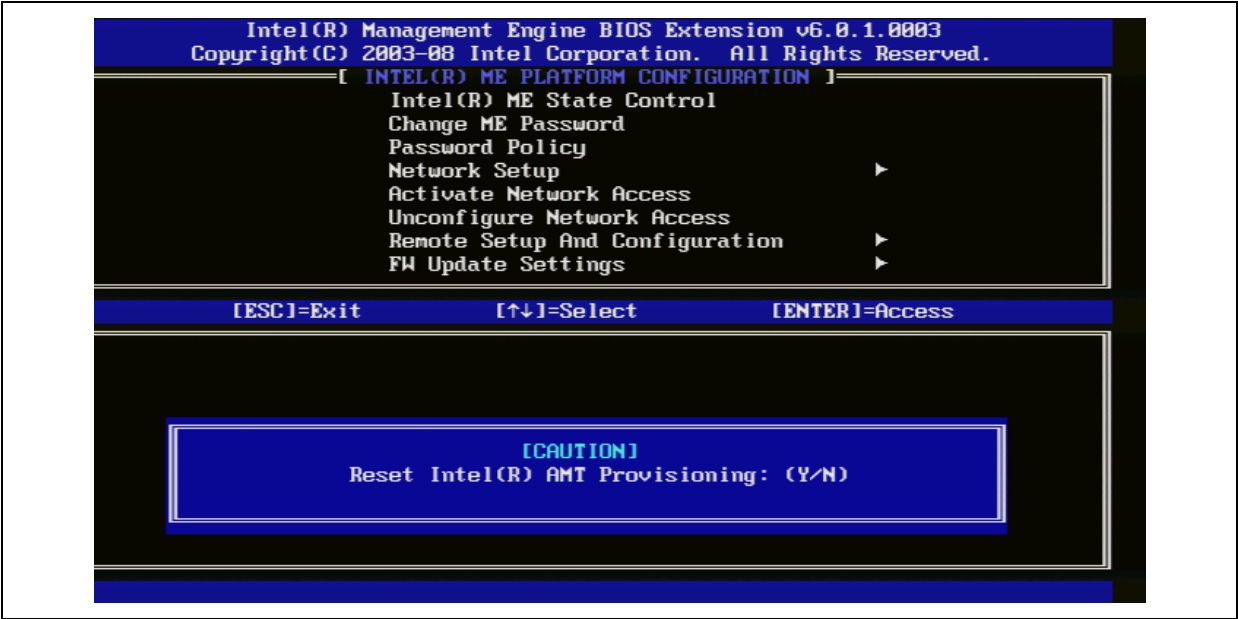 Intel(R) Management Engine BIOS Extension v6.0.1.0003
Copyright(C) 2003-08 Intel Corporation. All Rights Reserved.
[ INTEL(R) ME PLATFORM CONFIGURATION ]
Intel(R) ME State Control
Change ME Password
Password Policy
Network Setup ►
Activate Network Access
Unconfigure Network Access
Remote Setup And Configuration ►
FW Update Settings ►
[ESC]=Exit [↑↓]=Select [ENTER]=Access
[CAUTION]
Reset Intel(R) AMT Provisioning: (Y/N)